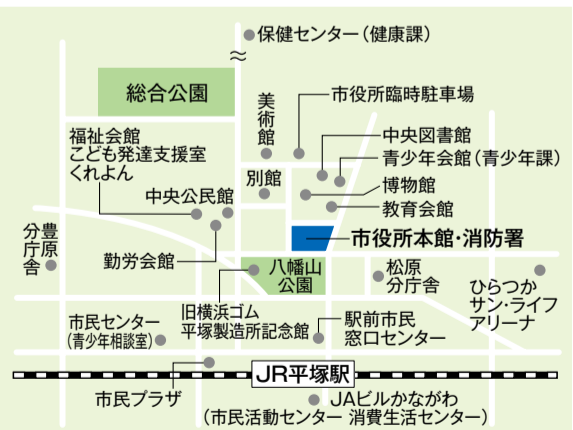 保健センター（健康課）
総合公園
美術館
市役所臨時駐車場
福祉会館
こども発達支援室
くれよん
中央図書館
青少年会館（青少年課）
別館
博物館
中央公民館
教育会館
豊原
分庁舎
勤労会館
市役所本館・消防署
八幡山
公園
松原
分庁舎
ひらつか
サン・ライフ
アリーナ
旧横浜ゴム
平塚製造所記念館
駅前市民
窓口センター
市民センター
（青少年相談室）
JR平塚駅
市民プラザ
JAビルかながわ
（市民活動センター 消費生活センター）